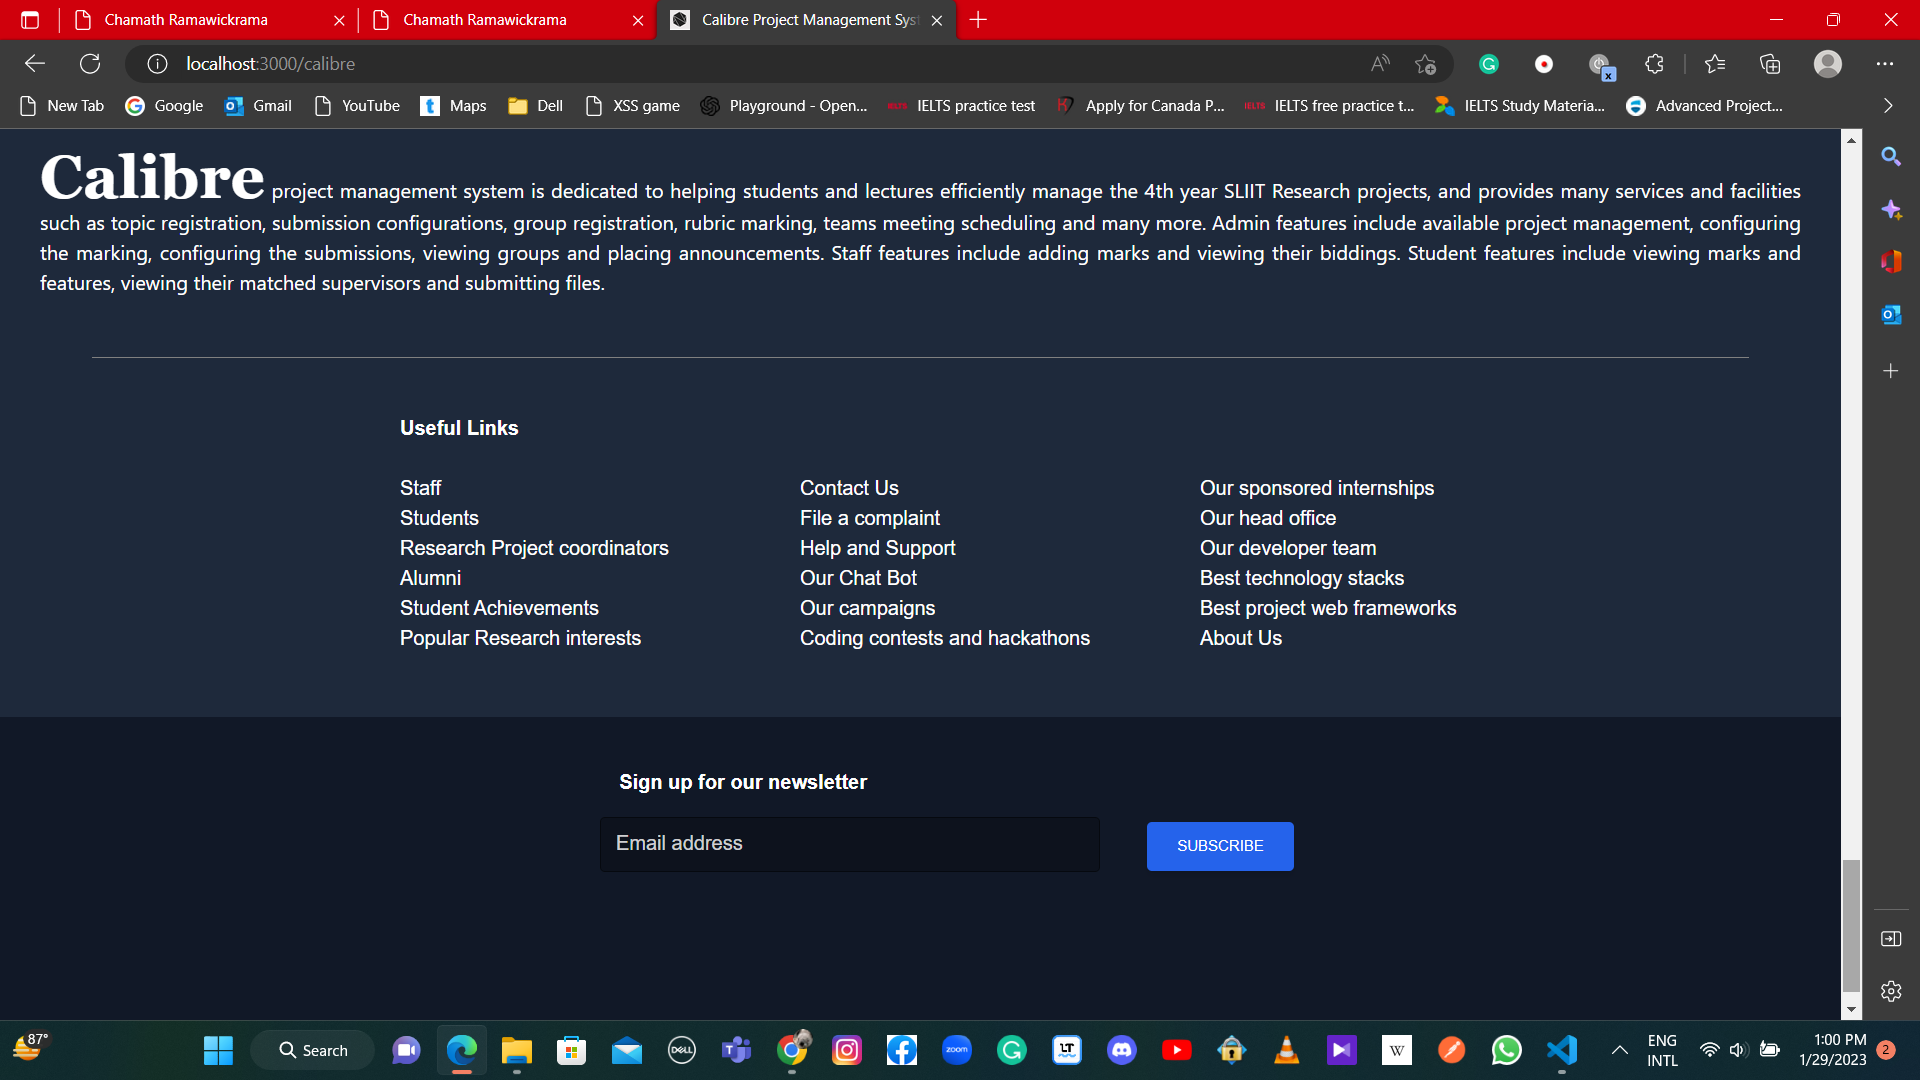 Chamath Ramawickrama
Chamath Ramawickrama
Calibre Project Management Syst
localhost:3000/calibre
New Tab
Google
Gmail
YouTube
Maps
Dell
XSS game
Playground - Open...
IELTS practice test
Apply for Canada P...
IELTS free practice t...
IELTS Study Materia...
Advanced Project...
Calibre project management system is dedicated to helping students and lectures efficiently manage the 4th year SLIIT Research projects, and provides many services and facilities
such as topic registration, submission configurations, group registration, rubric marking, teams meeting scheduling and many more. Admin features include available project management, configuring
the marking, configuring the submissions, viewing groups and placing announcements. Staff features include adding marks and viewing their biddings. Student features include viewing marks and
features, viewing their matched supervisors and submitting files.
Useful Links
Staff
Students
Research Project coordinators
Alumni
Student Achievements
Popular Research interests
Contact Us
File a complaint
Help and Support
Our Chat Bot
Our campaigns
Coding contests and hackathons
Our sponsored internships
Our head office
Our developer team
Best technology stacks
Best project web frameworks
About Us
Sign up for our newsletter
Email address
SUBSCRIBE
87°
Search
DELL
zoom
LT
W
ENG
INTL
1:00 PM
1/29/2023
2